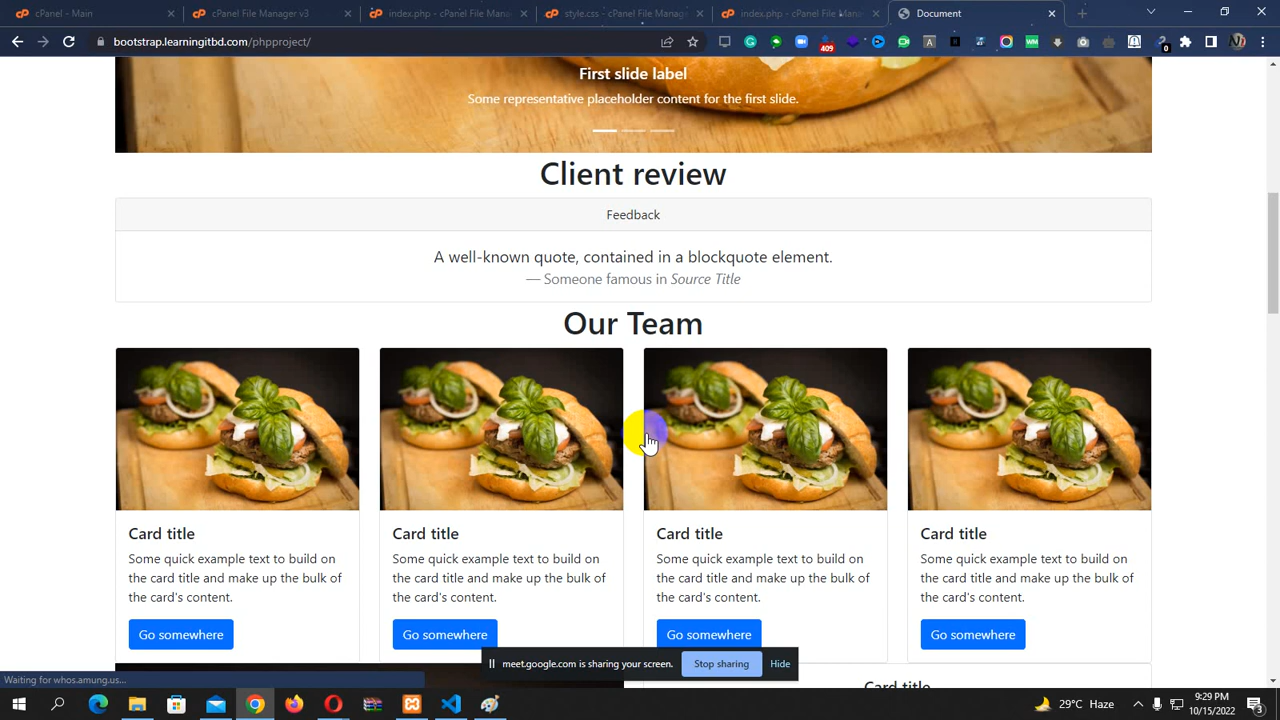 cPanel - Main
cPanel File Manager v3
index.php - cPanel File Man
style.css - cPanel File Manage
index.php - cPanel File Man
Document
bootstrap.learningitbd.com/phpproject/
409
0
First slide label
Some representative placeholder content for the first slide.
Client review
Feedback
A well-known quote, contained in a blockquote element.
— Someone famous in Source Title
Our Team
Card title
Some quick example text to build on
the card title and make up the bulk of
the card's content.
Go somewhere
Card title
Some quick example text to build on
the card title and make up the bulk of
the card's content.
Go somewhere
Card title
Some quick example text to build on
the card title and make up the bulk of
the card's content.
Go somewhere
Card title
Some quick example text to build on
the card title and make up the bulk of
the card's content.
Go somewhere
meet.google.com is sharing your screen.
Stop sharing
Hide
Waiting for whos.amung.us...
29°C Haze
9:29 PM
10/15/2022
3